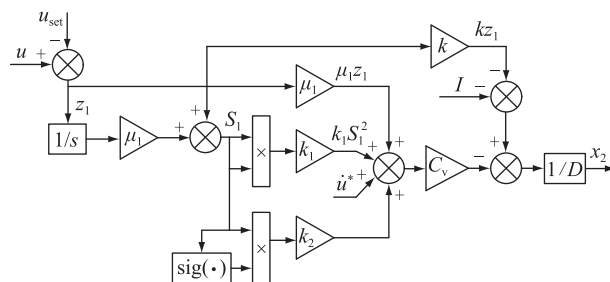 u_set
−
u +
z_1
1/s
μ_1
+
+
S_1
×
×
sig(·)
μ_1
μ_1z_1
k_1
k_1S_1^2
u̇*
k_2
+
+
+
+
C_v
k
kz_1
−
I
−
+
−
1/D
x_2